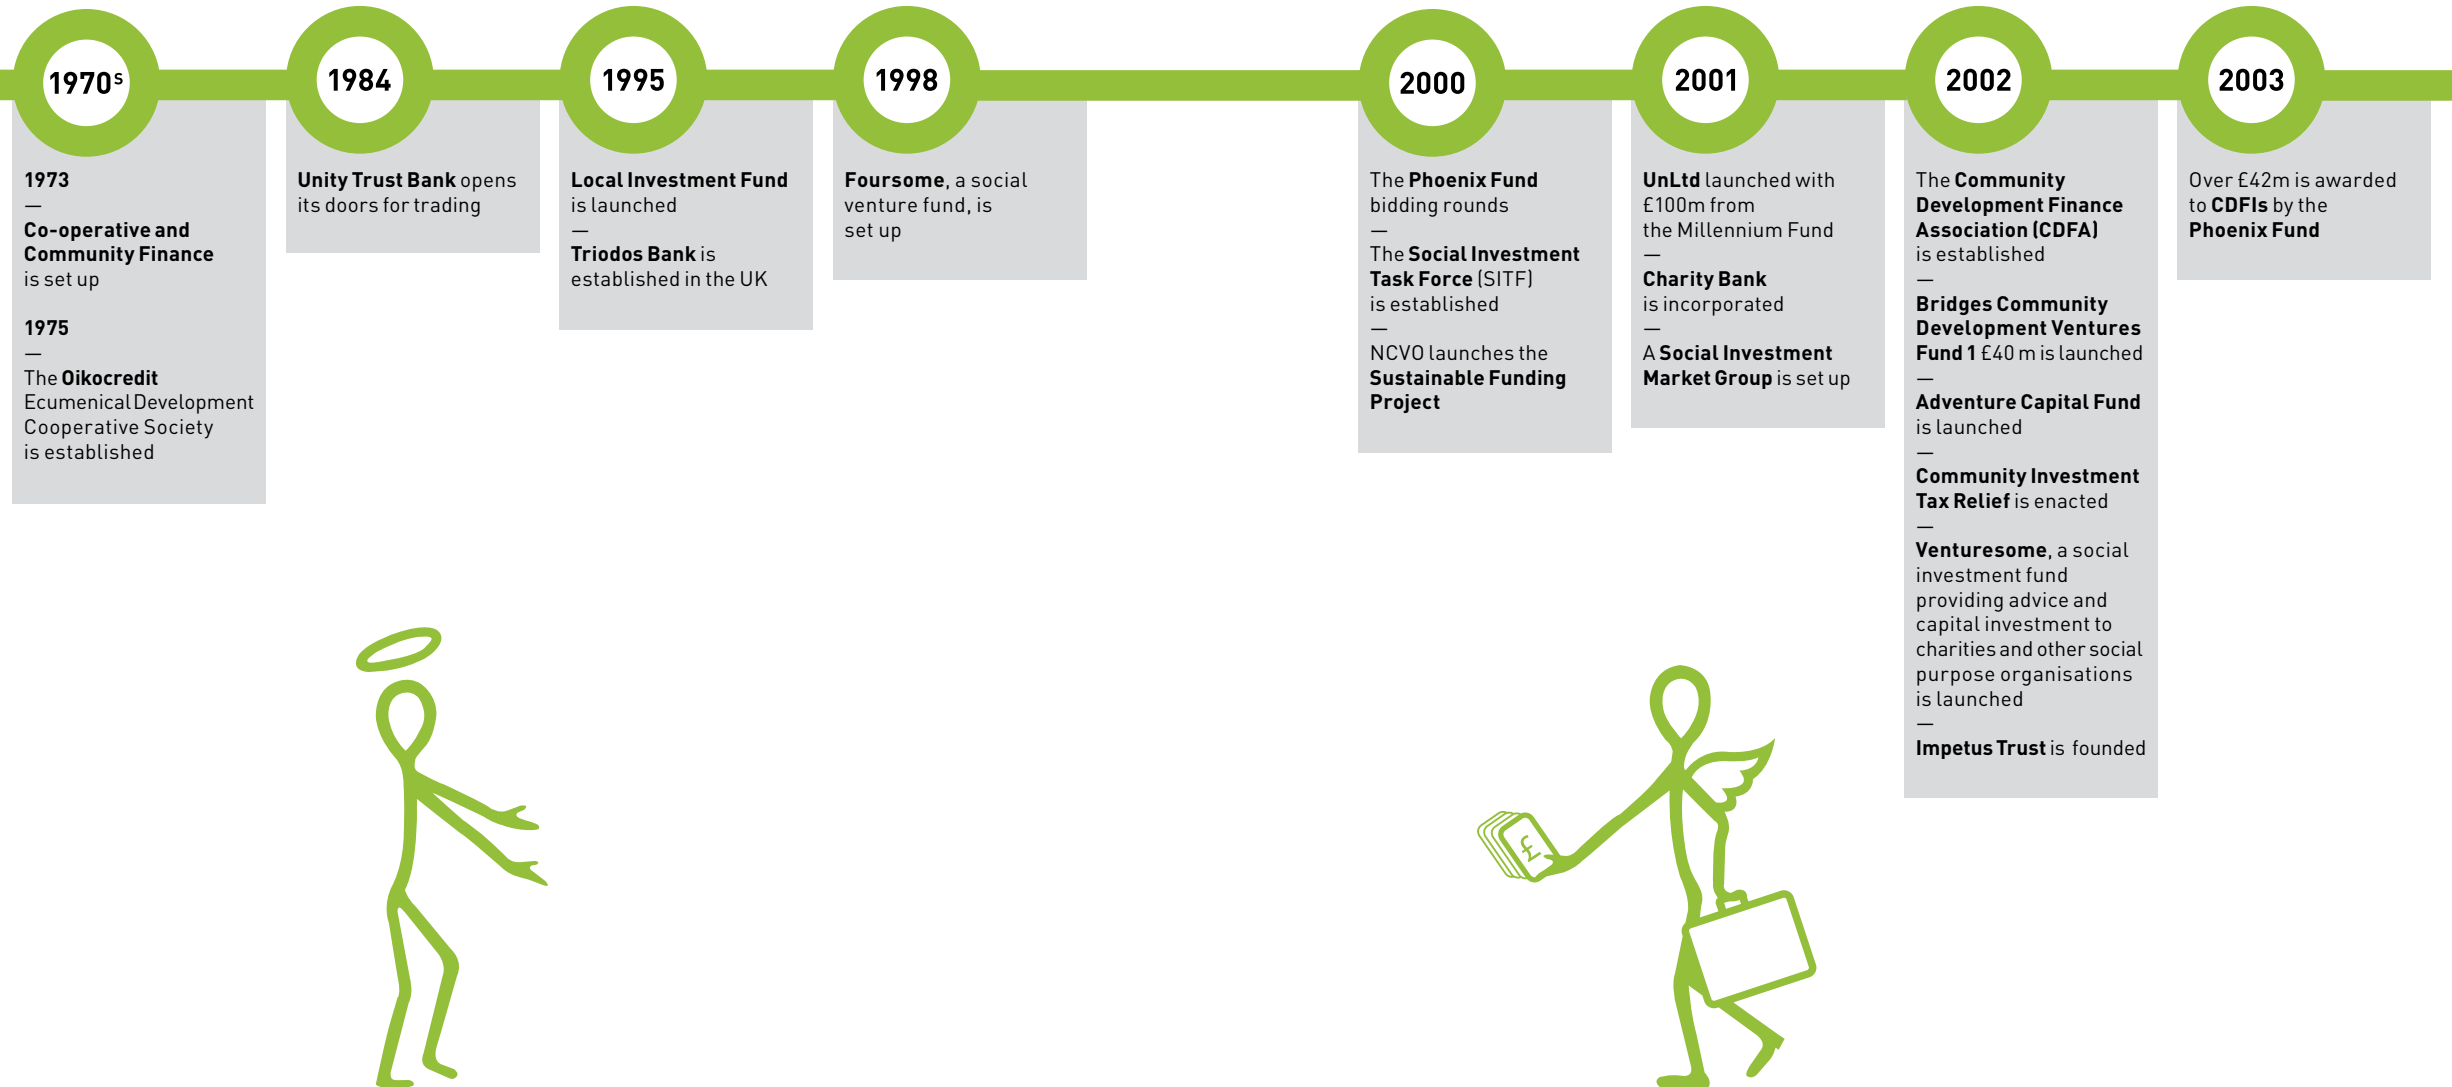 1970s
1973
—
Co-operative and
Community Finance
is set up
1975
—
The Oikocredit
Ecumenical Development
Cooperative Society
is established
1984
Unity Trust Bank opens
its doors for trading
1995
Local Investment Fund
is launched
—
Triodos Bank is
established in the UK
1998
Foursome, a social
venture fund, is
set up
2000
The Phoenix Fund
bidding rounds
—
The Social Investment
Task Force (SITF)
is established
—
NCVO launches the
Sustainable Funding
Project
2001
UnLtd launched with
£100m from
the Millennium Fund
—
Charity Bank
is incorporated
—
A Social Investment
Market Group is set up
2002
The Community
Development Finance
Association (CDFA)
is established
—
Bridges Community
Development Ventures
Fund 1 £40 m is launched
—
Adventure Capital Fund
is launched
—
Community Investment
Tax Relief is enacted
—
Venturesome, a social
investment fund
providing advice and
capital investment to
charities and other social
purpose organisations
is launched
—
Impetus Trust is founded
2003
Over £42m is awarded
to CDFIs by the
Phoenix Fund
£